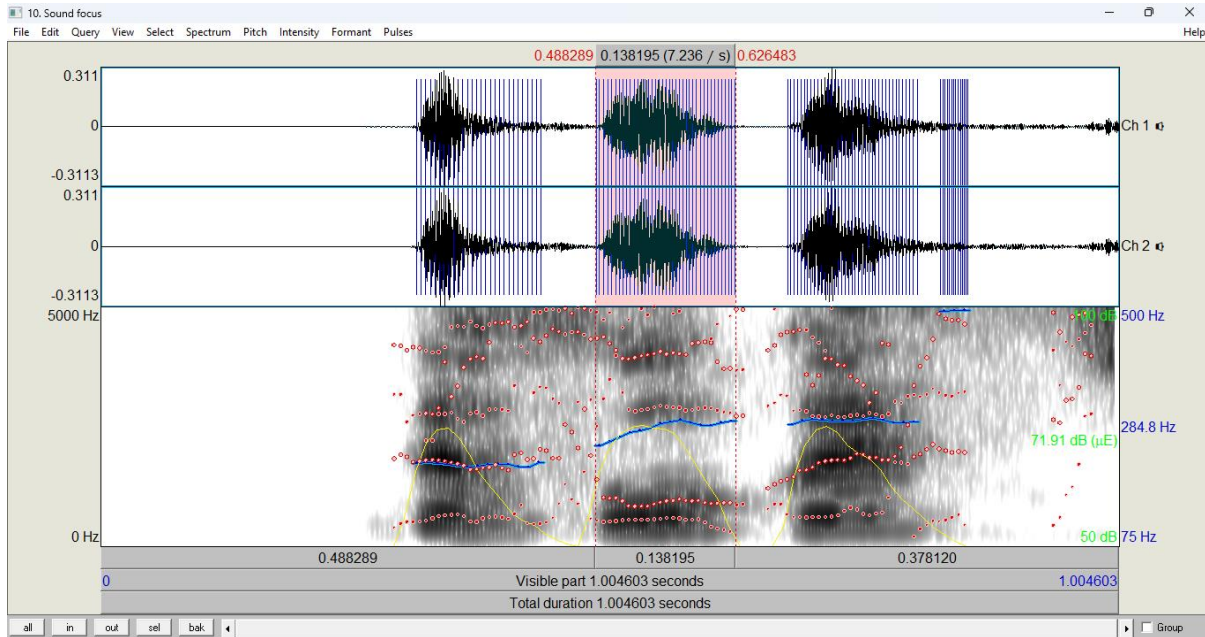 10. Sound focus
File Edit Query View Select Spectrum Pitch Intensity Formant Pulses Help
0.488289 0.138195 (7.236 / s) 0.626483
0.311
0
-0.3113
Ch 1
0.311
0
-0.3113
Ch 2
5000 Hz
100 dB 500 Hz
284.8 Hz
71.91 dB (µE)
0 Hz
50 dB 75 Hz
0.488289 0.138195 0.378120
0 Visible part 1.004603 seconds 1.004603
Total duration 1.004603 seconds
all in out sel bak Group